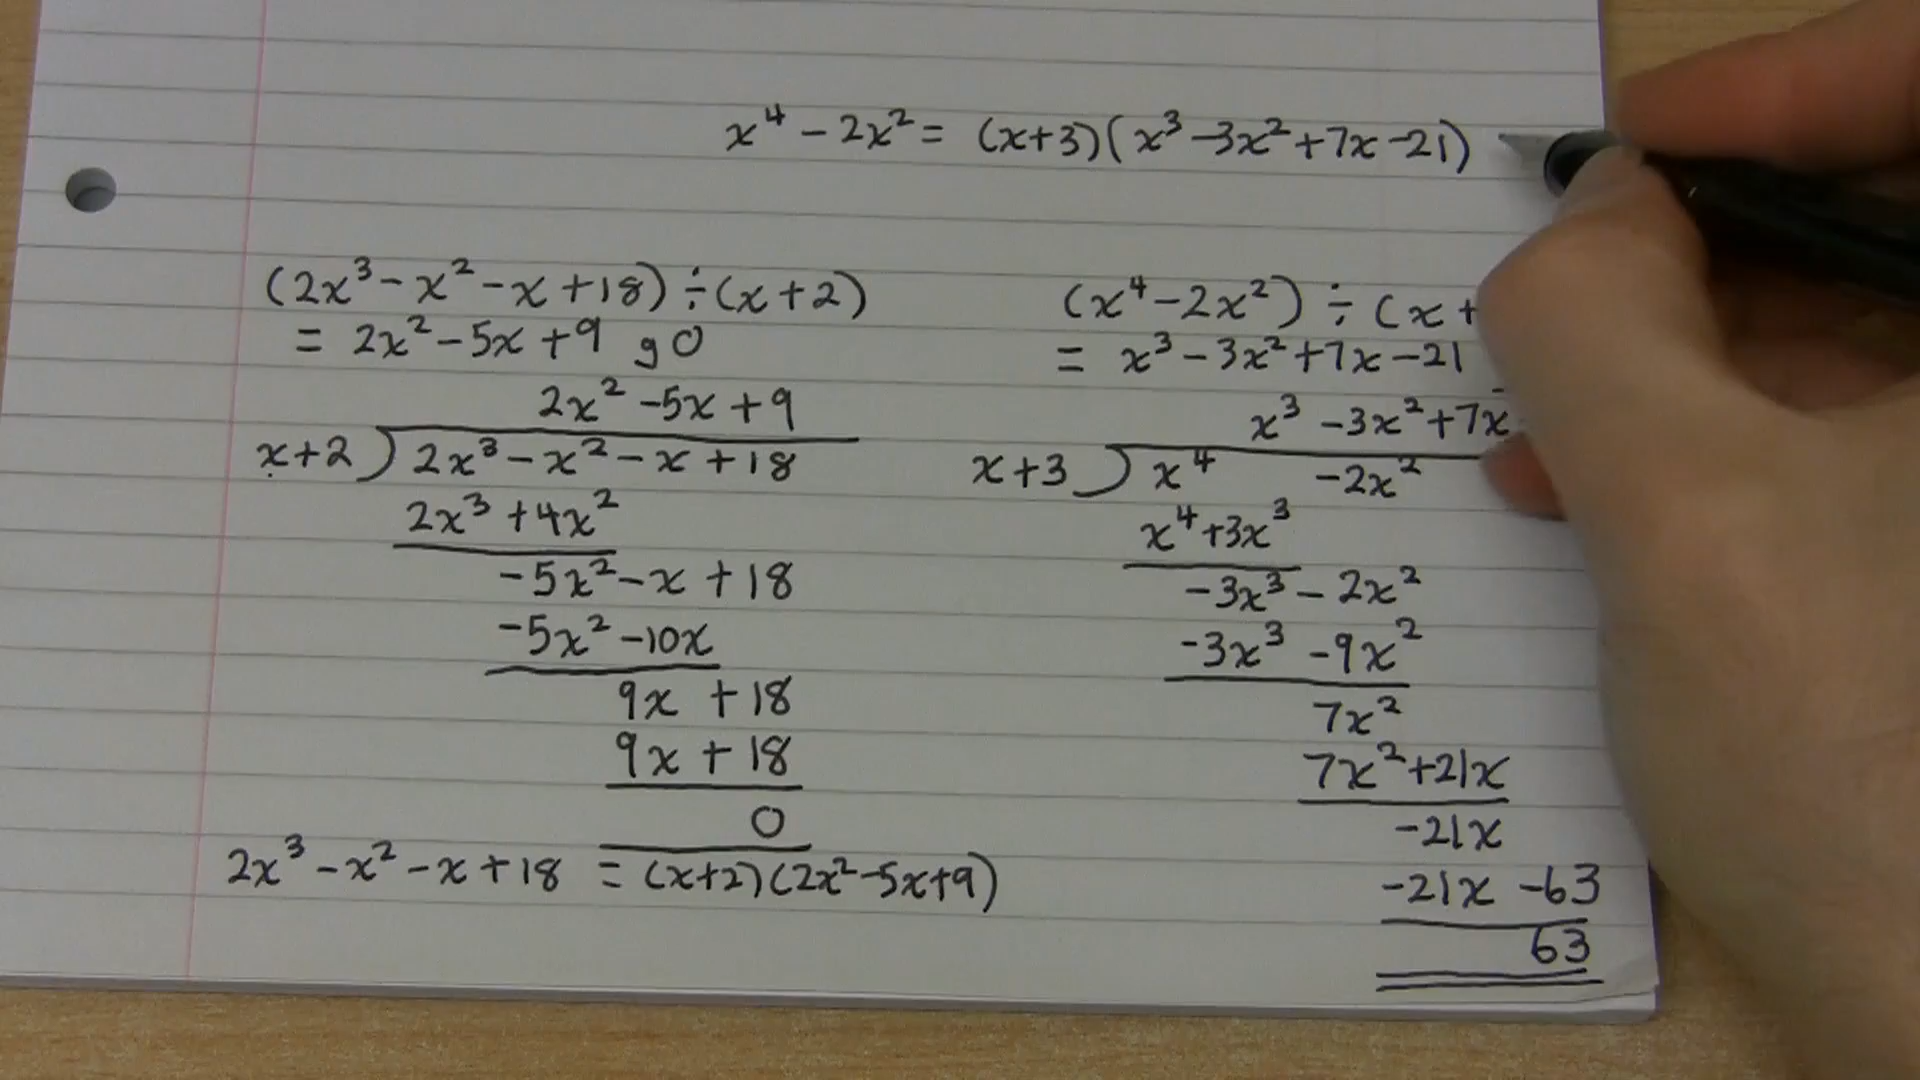 x⁴ - 2x² = (x+3)(x³ - 3x² + 7x - 21)
(2x³ - x² - x + 18) ÷ (x + 2)
= 2x² - 5x + 9 g 0
2x² - 5x + 9
x+2 ) 2x³ - x² - x + 18
2x³ + 4x²
-5x² - x + 18
-5x² - 10x
9x + 18
9x + 18
0
2x³ - x² - x + 18 = (x+2)(2x² - 5x + 9)
(x⁴ - 2x²) ÷ (x +
= x³ - 3x² + 7x - 21
x³ - 3x² + 7x
x+3 ) x⁴ - 2x²
x⁴ + 3x³
-3x³ - 2x²
-3x³ - 9x²
7x²
7x² + 21x
-21x
-21x - 63
63